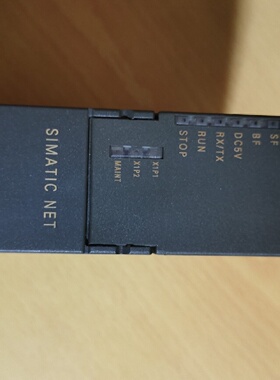 SIMATIC NET
X1P1
X1P2
MAINT
SF
BF
DC5V
RX/TX
RUN
STOP